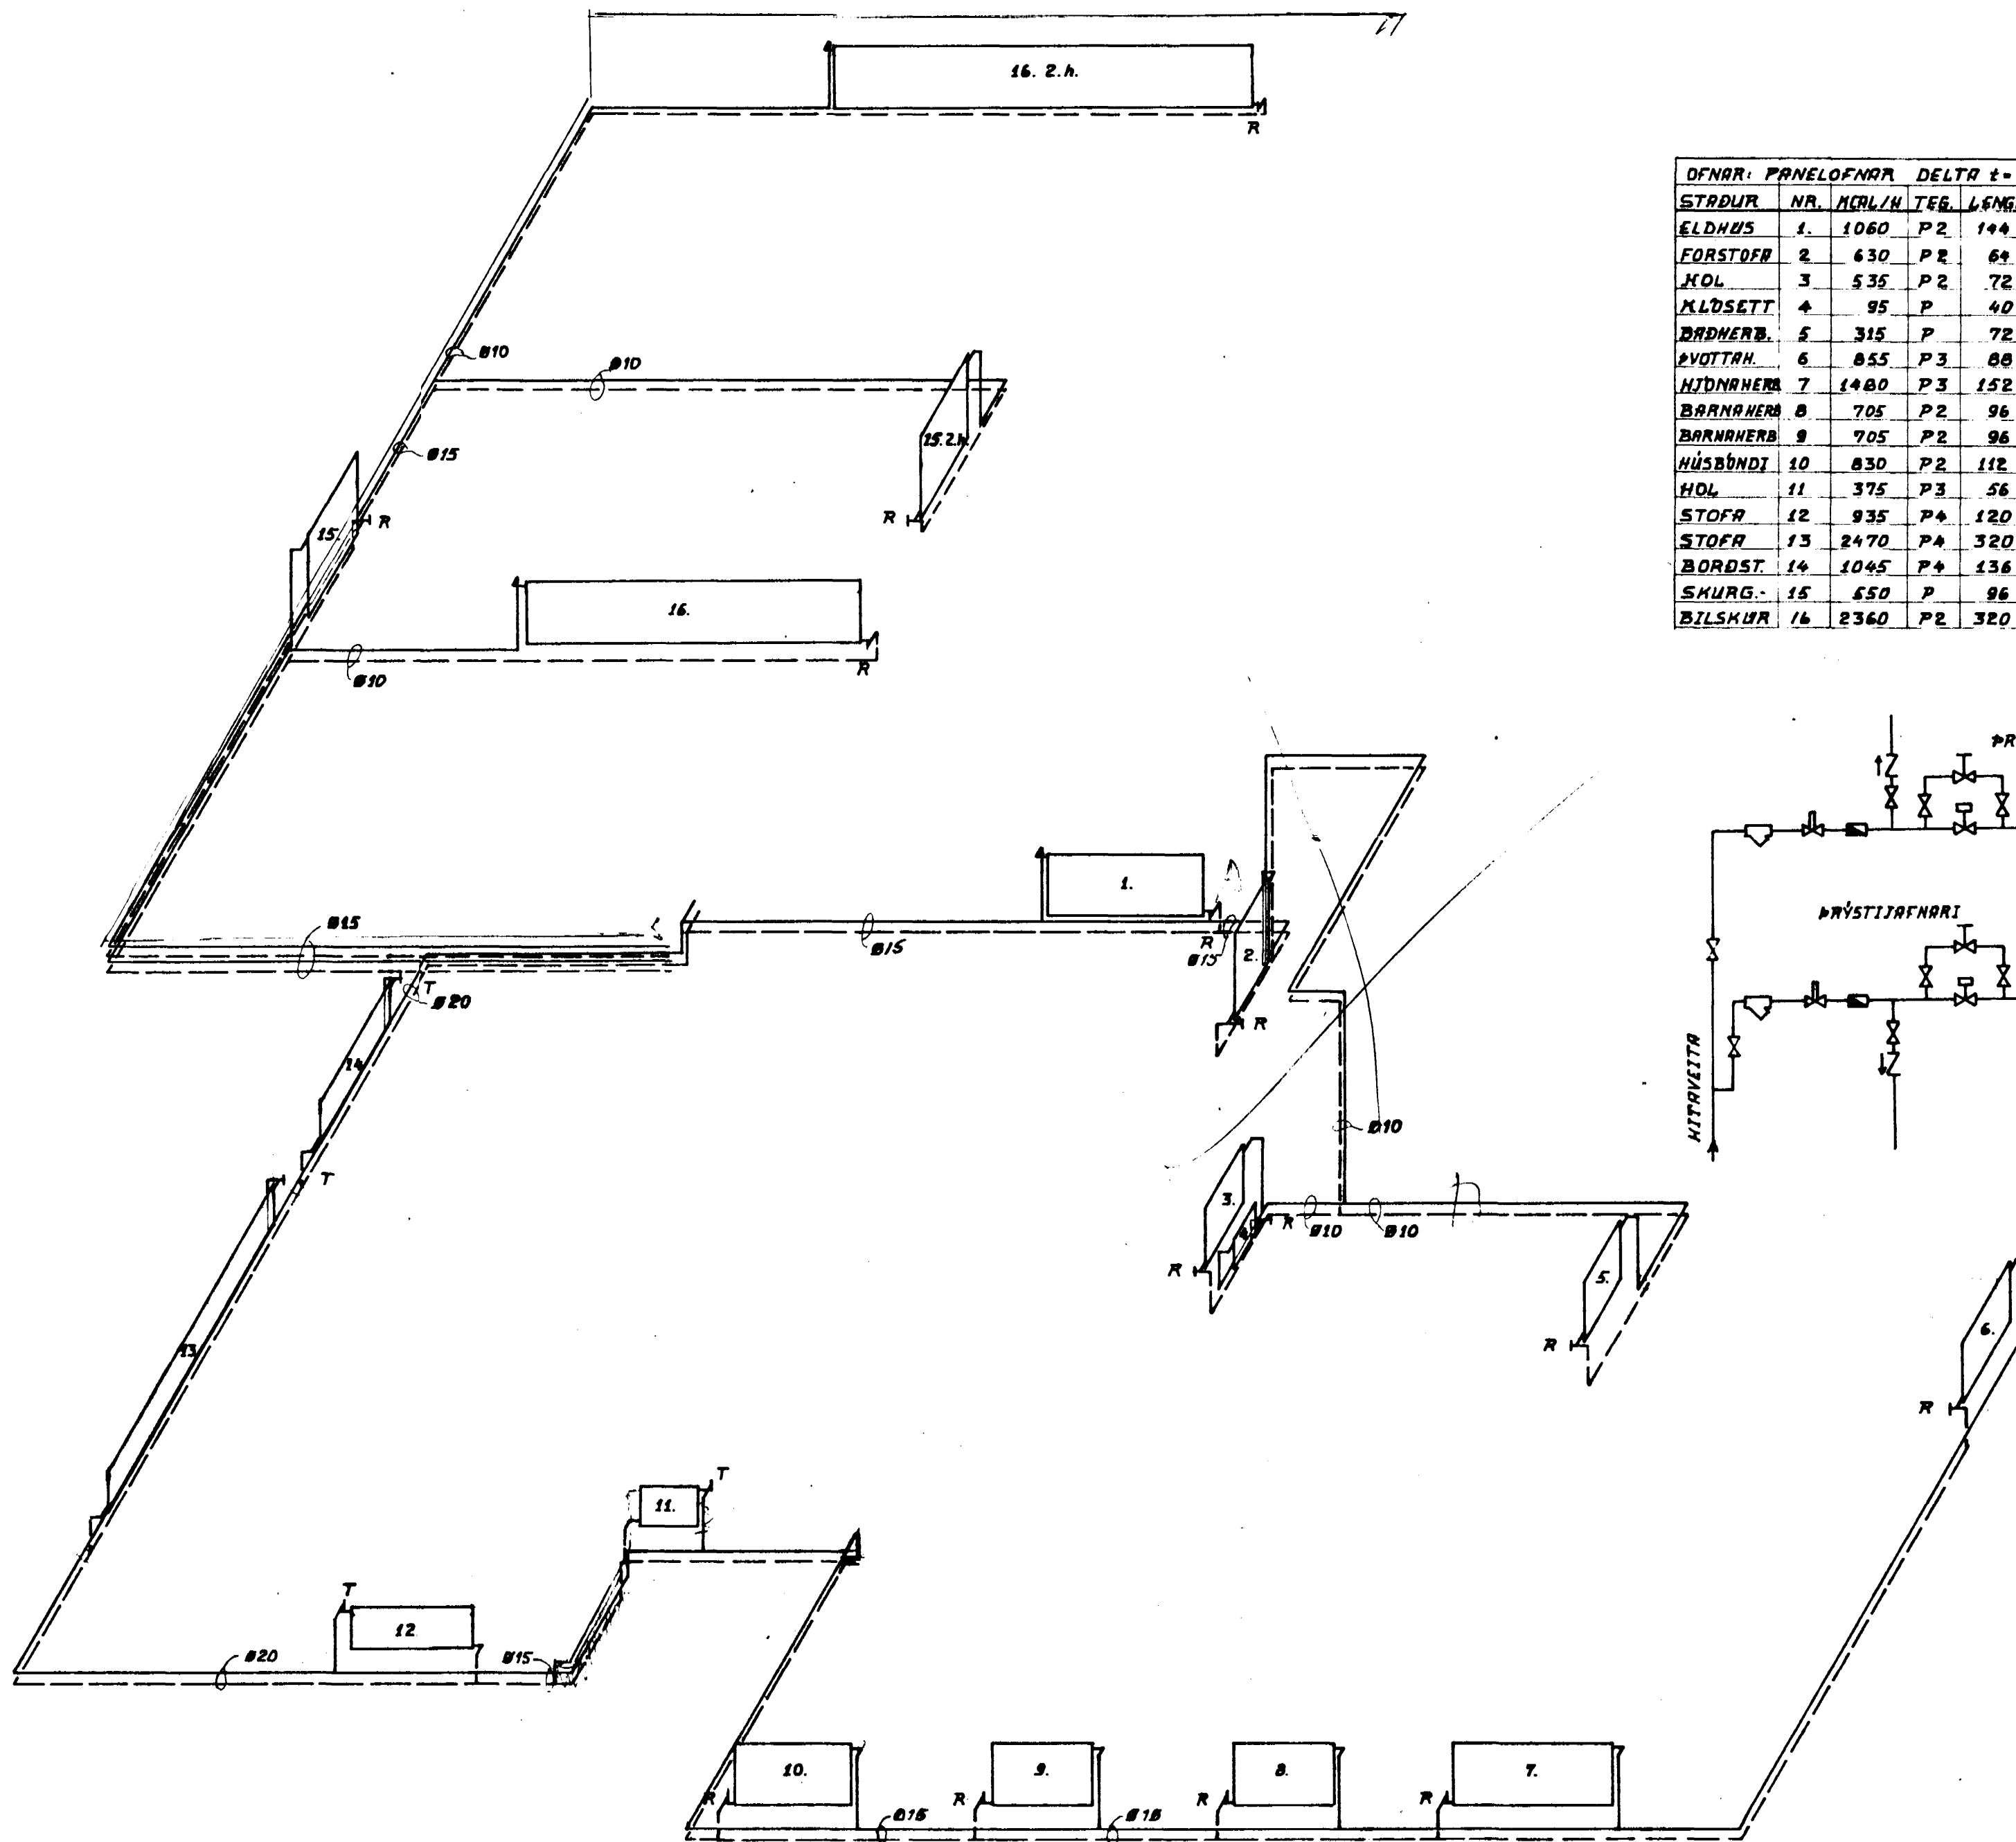 16. 2.h.
R
OFNAR: PANELOFNAR DELTA t=
STAÐUR NR. KCAL/H TEG. LENG
ELDHUS 1. 1060 P2 144
FORSTOFA 2 630 P2 64
HOL 3 535 P2 72
KLÓSETT 4 95 P 40
BAÐHERB. 5 315 P 72
ÞVOTTAH. 6 855 P3 88
HJÓNAHERB 7 1480 P3 152
BARNAHERB 8 705 P2 96
BARNAHERB 9 705 P2 96
HÚSBÓNDI 10 830 P2 112
HOL 11 375 P3 56
STOFA 12 935 P4 120
STOFA 13 2470 P4 320
BORÐST. 14 1045 P4 136
SKURG.- 15 550 P 96
BILSKUR 16 2360 P2 320
Ø10
Ø10
15.2.h.
Ø15
15. R
R
16.
Ø10
R
ÞR
1.
ÞRÝSTIJAFNARI
Ø15
Ø15
R
Ø15
2.
T
Ø20
R
14
HITAVEITA
Ø10
T
3.
R
Ø10
Ø10
R
5.
R
13
6.
R
T
11.
T
12
Ø20
Ø15
10.
9.
8.
7.
R
R
R
R
Ø15
Ø15